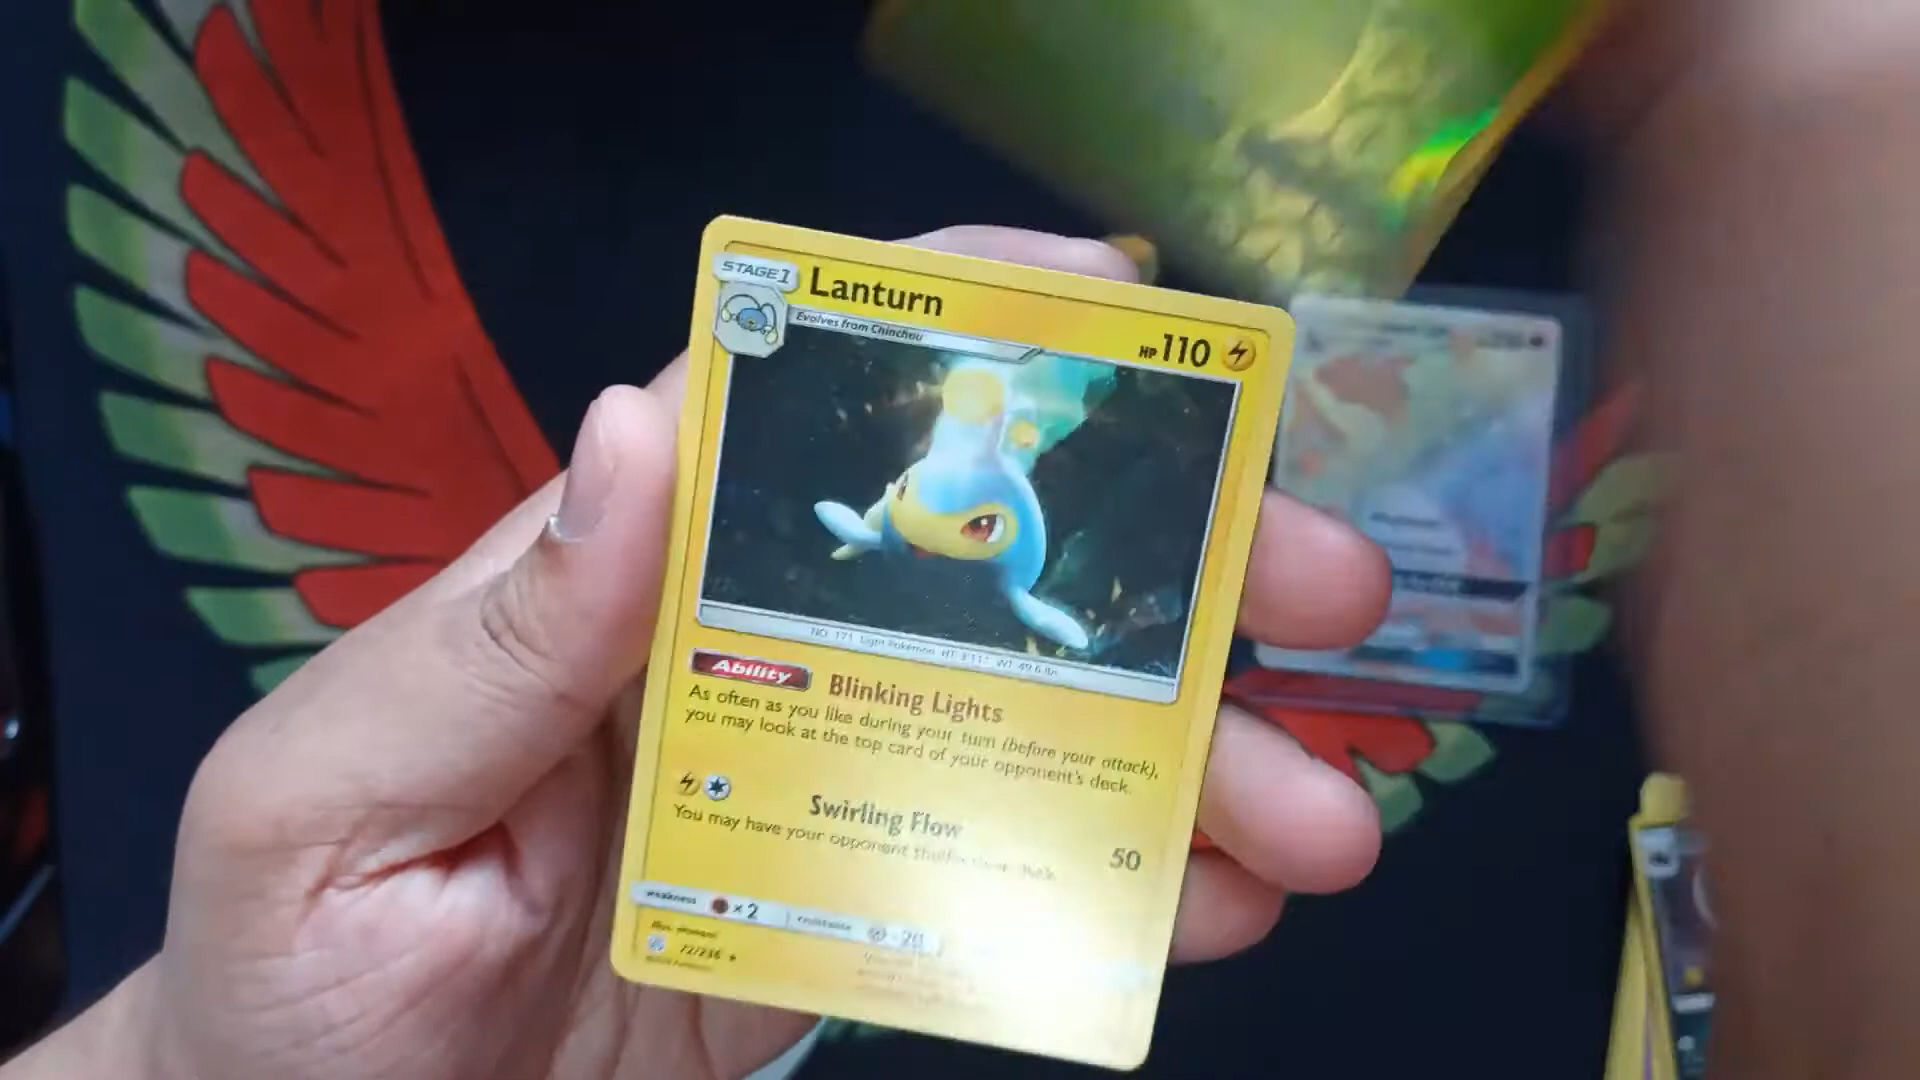 STAGE 1
Lanturn
Evolves from Chinchou
HP 110
NO. 171 Light Pokémon HT: 3'11" WT: 49.6 lbs.
Ability Blinking Lights
As often as you like during your turn (before your attack),
you may look at the top card of your opponent's deck.
Swirling Flow
50
You may have your opponent shuffle their deck.
weakness ×2 resistance -20
72/236